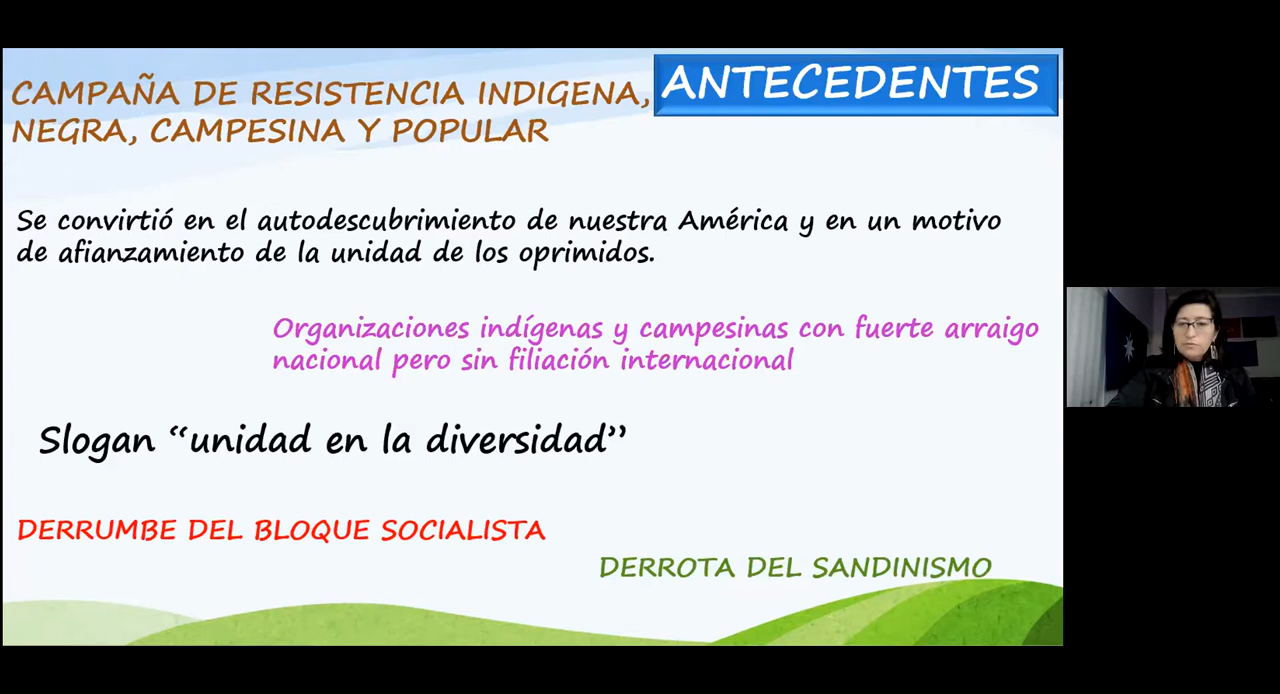 ANTECEDENTES
CAMPAÑA DE RESISTENCIA INDIGENA,
NEGRA, CAMPESINA Y POPULAR
Se convirtió en el autodescubrimiento de nuestra América y en un motivo
de afianzamiento de la unidad de los oprimidos.
Organizaciones indígenas y campesinas con fuerte arraigo
nacional pero sin filiación internacional
Slogan “unidad en la diversidad”
DERRUMBE DEL BLOQUE SOCIALISTA
DERROTA DEL SANDINISMO